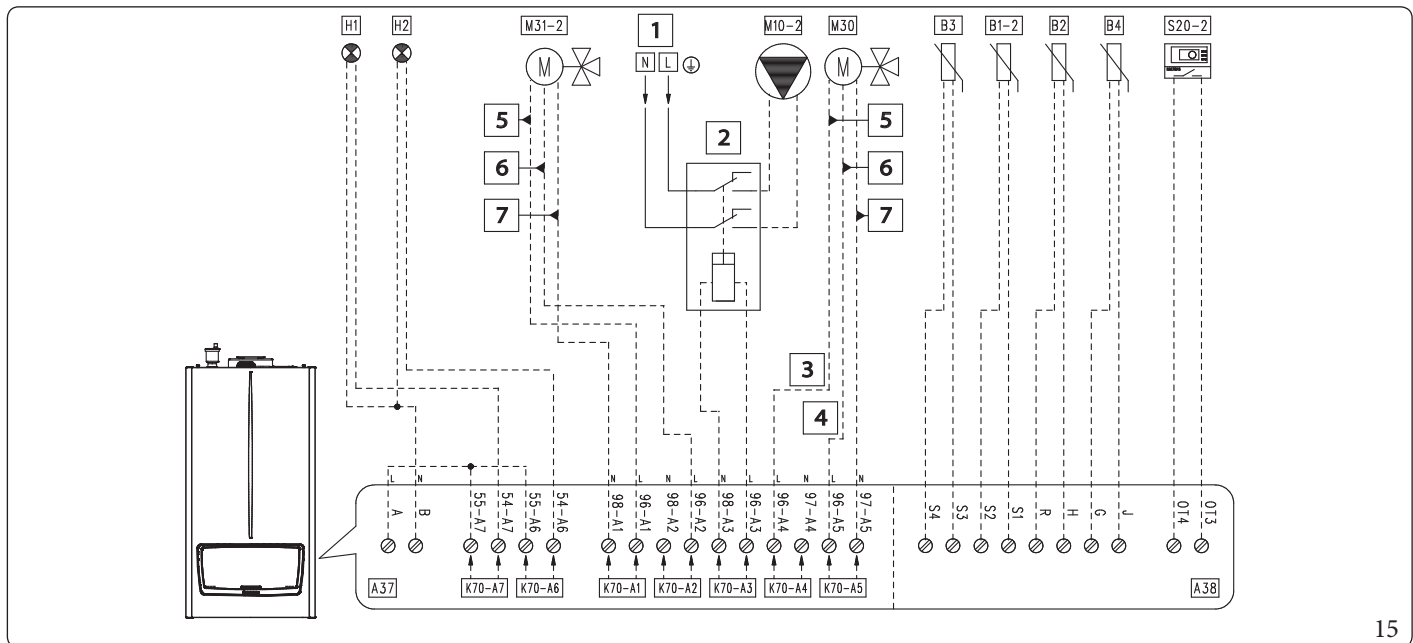 H1 H2 M31-2 1 M10-2 M30 B3 B1-2 B2 B4 S20-2
N L
M M
5 5
2
6 6
7 7
3
4
L N N L N L N L L N L N
A B 55-A7 54-A7 55-A6 54-A6 98-A1 96-A1 98-A2 96-A2 98-A3 96-A3 96-A4 97-A4 96-A5 97-A5 S4 S3 S2 S1 R H G J OT4 OT3
A37 K70-A7 K70-A6 K70-A1 K70-A2 K70-A3 K70-A4 K70-A5 A38
15